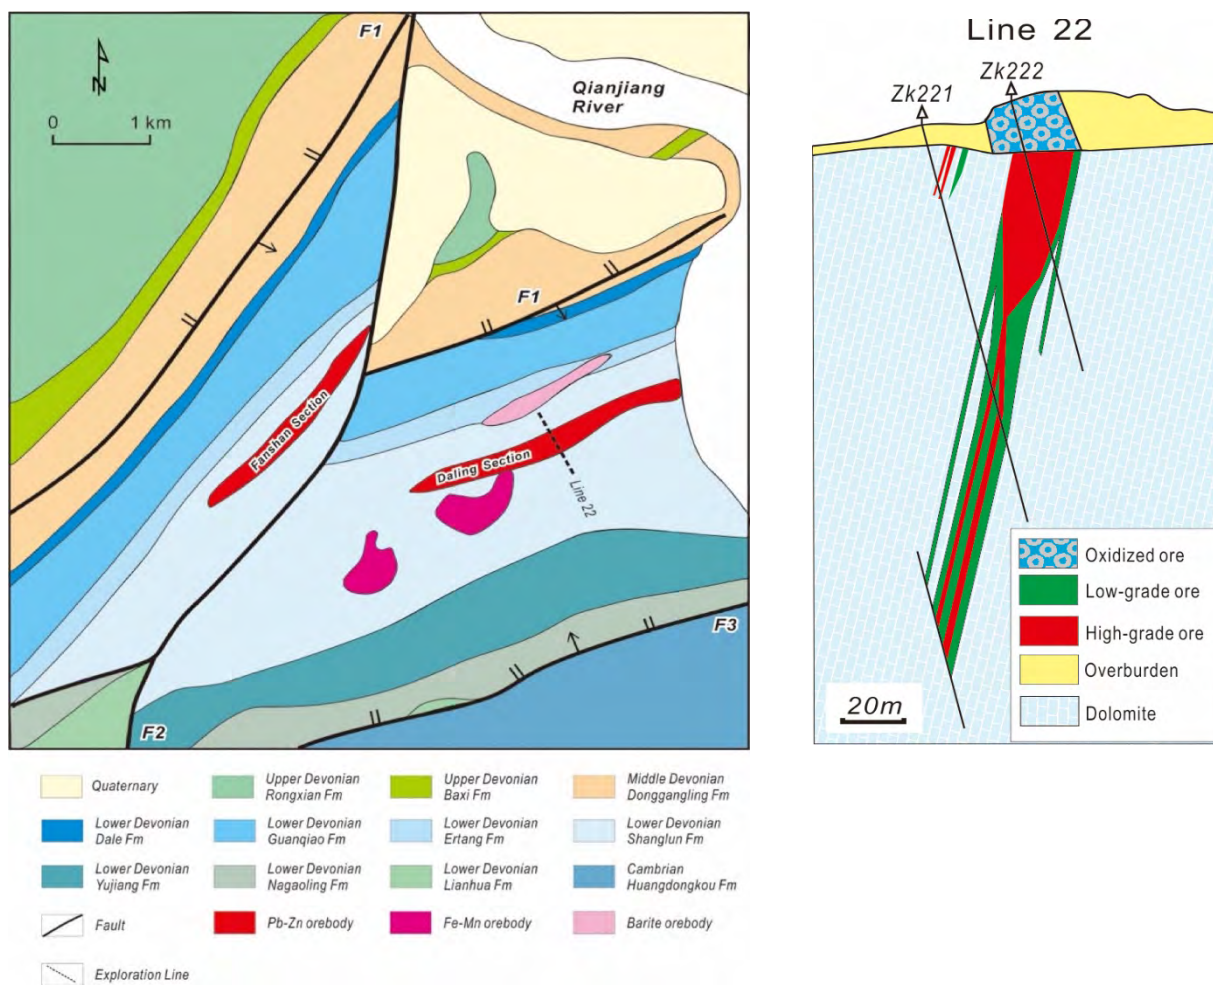 F1
N
0 1 km
Qianjiang
River
F1
Fanshan Section
Daling Section
Line 22
F3
F2
Quaternary
Upper Devonian
Rongxian Fm
Upper Devonian
Baxi Fm
Middle Devonian
Donggangling Fm
Lower Devonian
Dale Fm
Lower Devonian
Guanqiao Fm
Lower Devonian
Ertang Fm
Lower Devonian
Shanglun Fm
Lower Devonian
Yujiang Fm
Lower Devonian
Nagaoling Fm
Lower Devonian
Lianhua Fm
Cambrian
Huangdongkou Fm
Fault
Pb-Zn orebody
Fe-Mn orebody
Barite orebody
Exploration Line
Line 22
Zk222
Zk221
Oxidized ore
Low-grade ore
High-grade ore
Overburden
Dolomite
20m